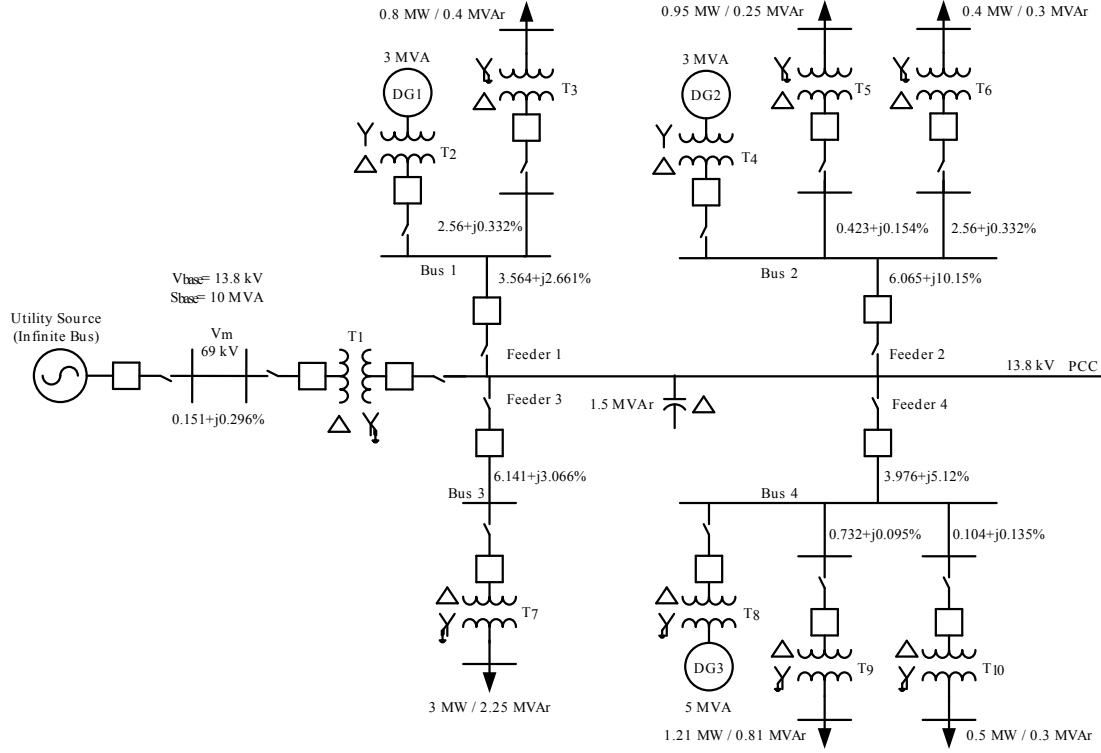 0.8 MW / 0.4 MVAr
0.95 MW / 0.25 MVAr
0.4 MW / 0.3 MVAr
3 MVA
DG1
T3
T2
3 MVA
DG2
T5
T6
T4
2.56+j0.332%
0.423+j0.154%
2.56+j0.332%
Bus 1
3.564+j2.661%
Bus 2
6.065+j10.15%
Vbase= 13.8 kV
Sbase= 10 MVA
Utility Source
(Infinite Bus)
Vm
69 kV
T1
Feeder 1
Feeder 2
13.8 kV PCC
0.151+j0.296%
Feeder 3
1.5 MVAr
Feeder 4
6.141+j3.066%
3.976+j5.12%
Bus 3
Bus 4
0.732+j0.095%
0.104+j0.135%
T7
T8
DG3
T9
T10
3 MW / 2.25 MVAr
5 MVA
1.21 MW / 0.81 MVAr
0.5 MW / 0.3 MVAr